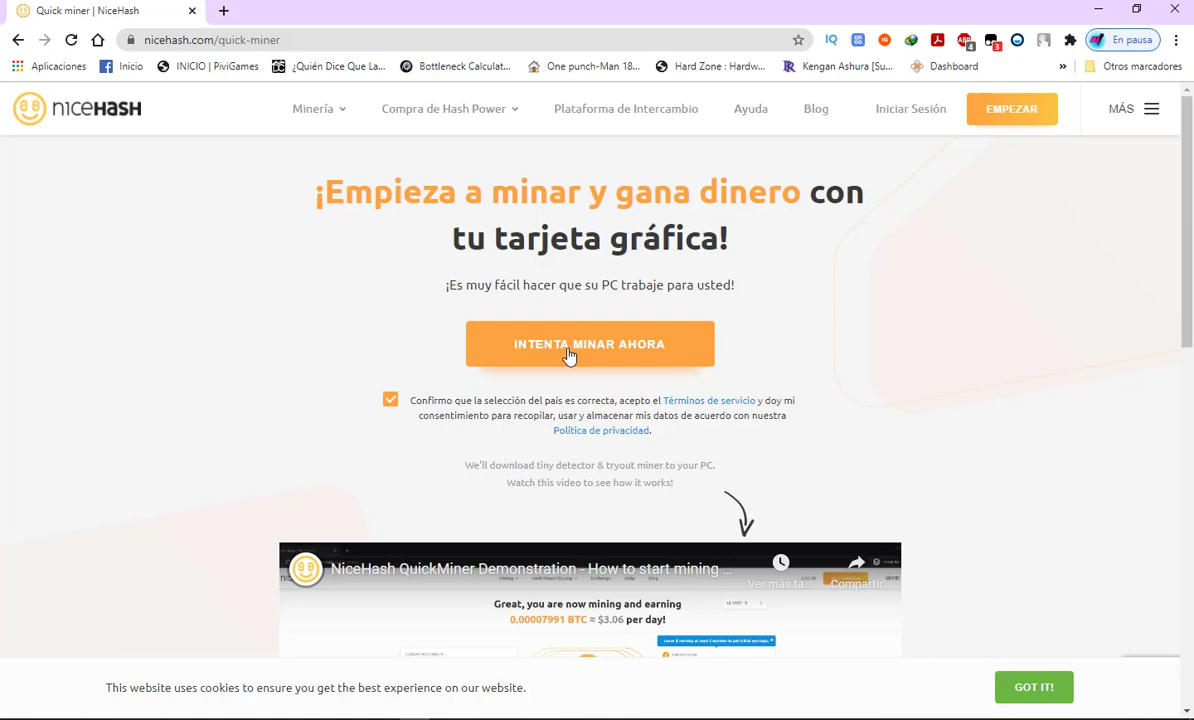 Quick miner | NiceHash
nicehash.com/quick-miner
IQ
IG
ABP
4
3
En pausa
Aplicaciones
Inicio
INICIO | PiviGames
¿Quién Dice Que La...
Bottleneck Calculat...
One punch-Man 18...
Hard Zone : Hardw...
Kengan Ashura [Su...
Dashboard
»
Otros marcadores
niceHASH
Minería
Compra de Hash Power
Plataforma de Intercambio
Ayuda
Blog
Iniciar Sesión
EMPEZAR
MÁS
¡Empieza a minar y gana dinero con
tu tarjeta gráfica!
¡Es muy fácil hacer que su PC trabaje para usted!
INTENTA MINAR AHORA
Confirmo que la selección del país es correcta, acepto el Términos de servicio y doy mi
consentimiento para recopilar, usar y almacenar mis datos de acuerdo con nuestra
Política de privacidad.
We'll download tiny detector & tryout miner to your PC.
Watch this video to see how it works!
NiceHash QuickMiner Demonstration - How to start mining ...
Ver más ta...
Compartir
Great, you are now mining and earning
0.00007991 BTC ≈ $3.06 per day!
This website uses cookies to ensure you get the best experience on our website.
GOT IT!